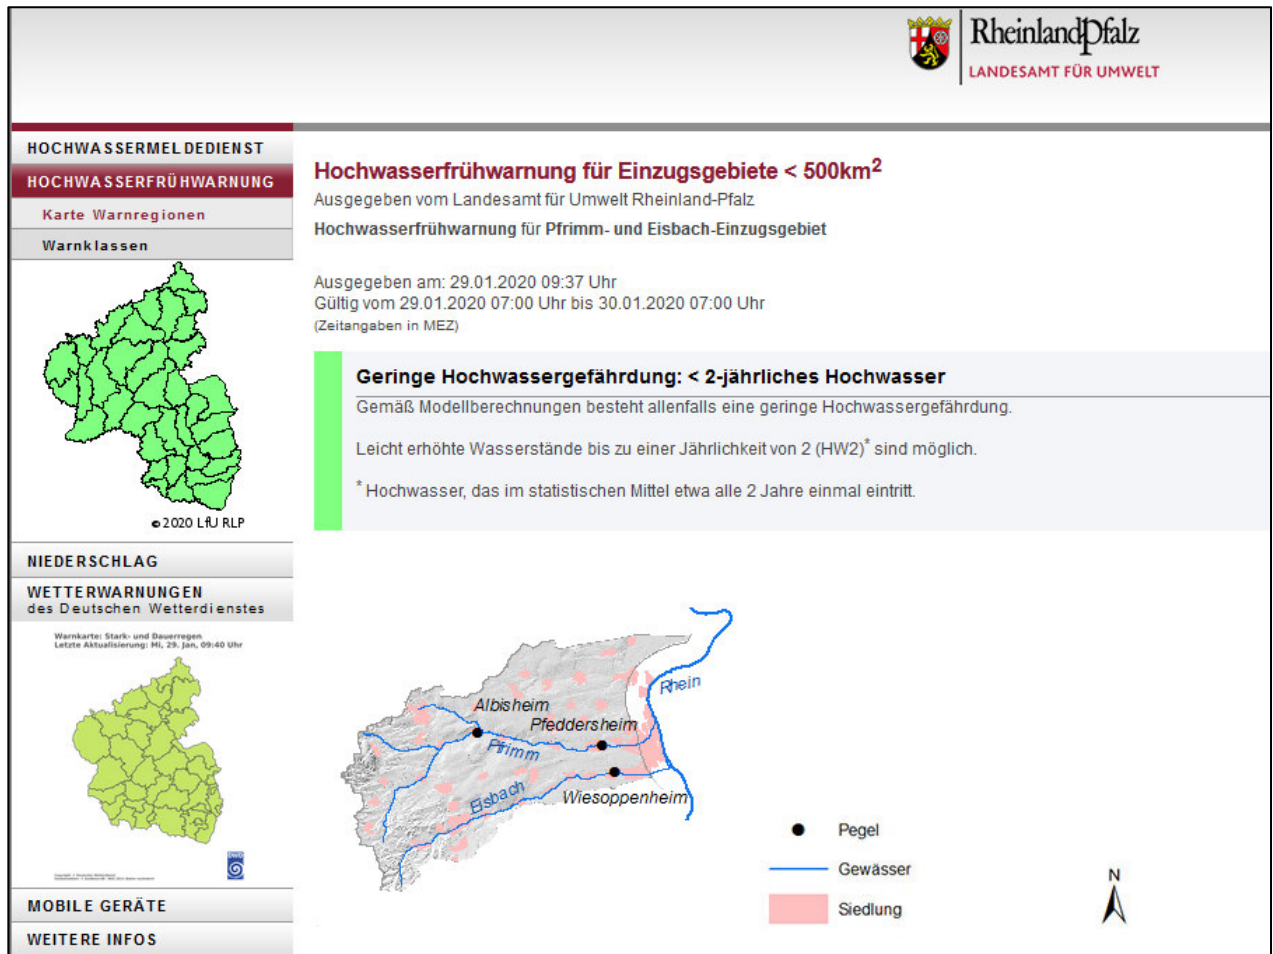 RheinlandPfalz
LANDESAMT FÜR UMWELT
HOCHWASSERMELDEDIENST
HOCHWASSERFRÜHWARNUNG
Karte Warnregionen
Warnklassen
© 2020 LfU RLP
NIEDERSCHLAG
WETTERWARNUNGEN
des Deutschen Wetterdienstes
Warnkarte: Stark- und Dauerregen
Letzte Aktualisierung: Mi, 29. Jan, 09:40 Uhr
MOBILE GERÄTE
WEITERE INFOS
Hochwasserfrühwarnung für Einzugsgebiete < 500km²
Ausgegeben vom Landesamt für Umwelt Rheinland-Pfalz
Hochwasserfrühwarnung für Pfrimm- und Eisbach-Einzugsgebiet
Ausgegeben am: 29.01.2020 09:37 Uhr
Gültig vom 29.01.2020 07:00 Uhr bis 30.01.2020 07:00 Uhr
(Zeitangaben in MEZ)
Geringe Hochwassergefährdung: < 2-jährliches Hochwasser
Gemäß Modellberechnungen besteht allenfalls eine geringe Hochwassergefährdung.
Leicht erhöhte Wasserstände bis zu einer Jährlichkeit von 2 (HW2)* sind möglich.
* Hochwasser, das im statistischen Mittel etwa alle 2 Jahre einmal eintritt.
Rhein
Albisheim
Pfeddersheim
Pfrimm
Eisbach
Wiesoppenheim
Pegel
Gewässer
Siedlung
N